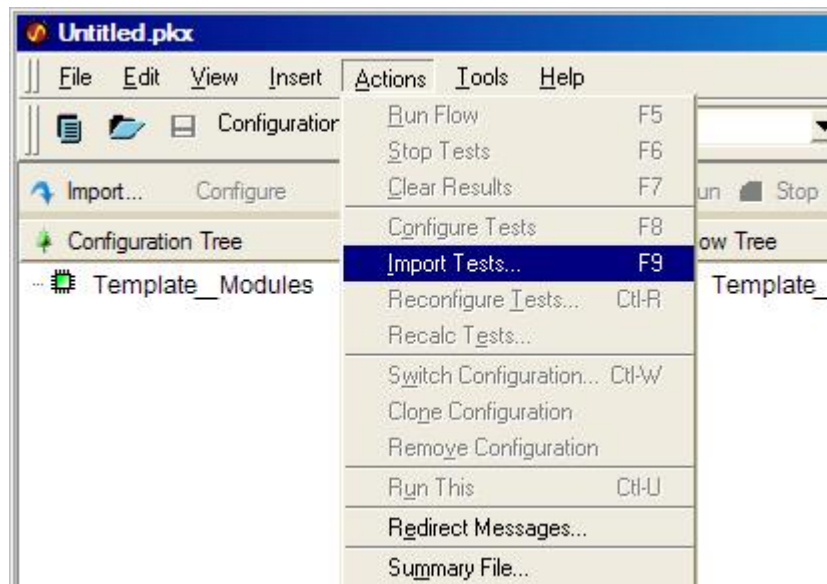 Untitled.pkx
File Edit View Insert Actions Tools Help
Configuration
Import... Configure
Stop
Configuration Tree
Tree
Template_Modules
Template_
Run Flow F5
Stop Tests F6
Clear Results F7
Configure Tests F8
Import Tests... F9
Reconfigure Tests... Ctl-R
Recalc Tests...
Switch Configuration... Ctl-W
Clone Configuration
Remove Configuration
Run This Ctl-U
Redirect Messages...
Summary File...